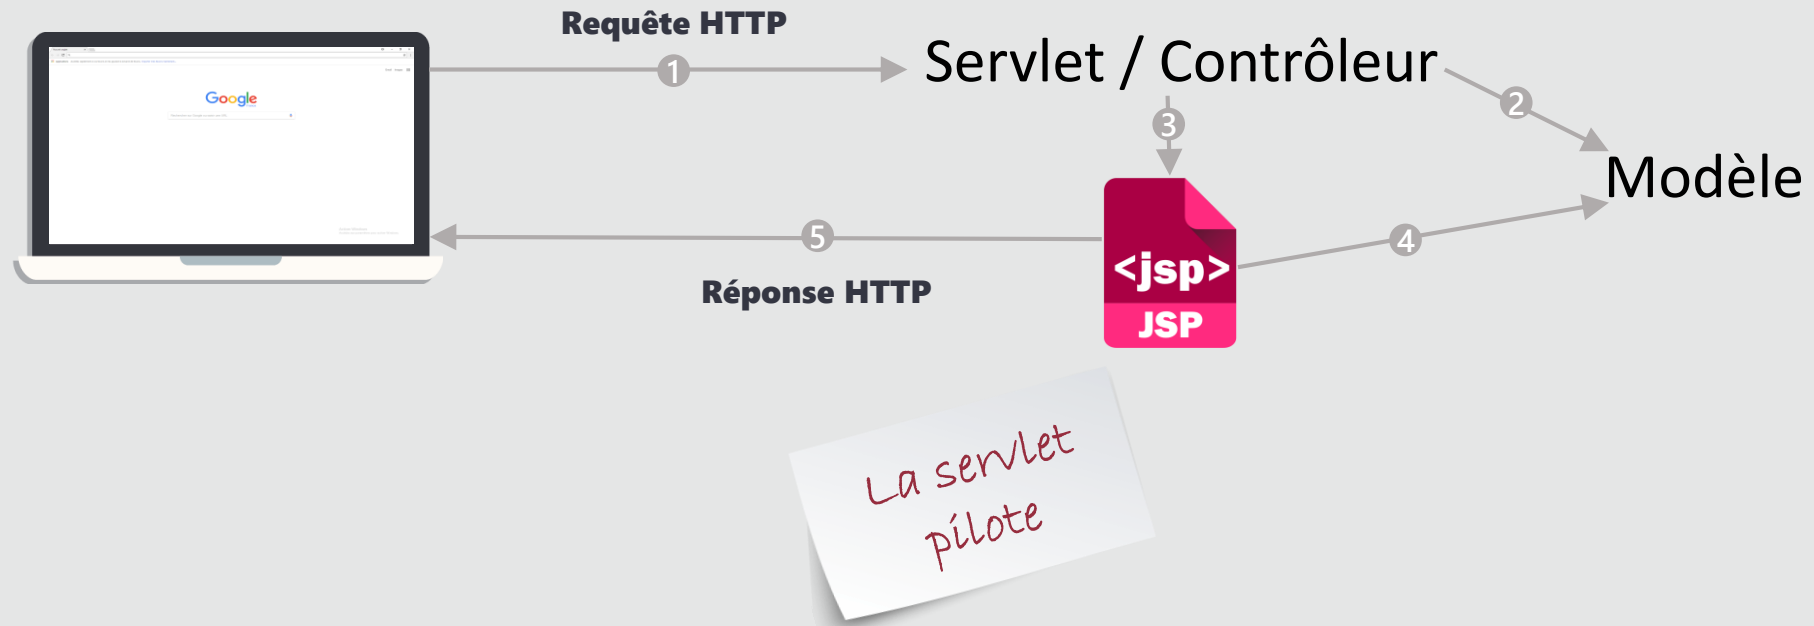 Requête HTTP
1
Servlet / Contrôleur
2
3
Google
Modèle
5
4
<jsp>
JSP
Réponse HTTP
La servlet
pilote